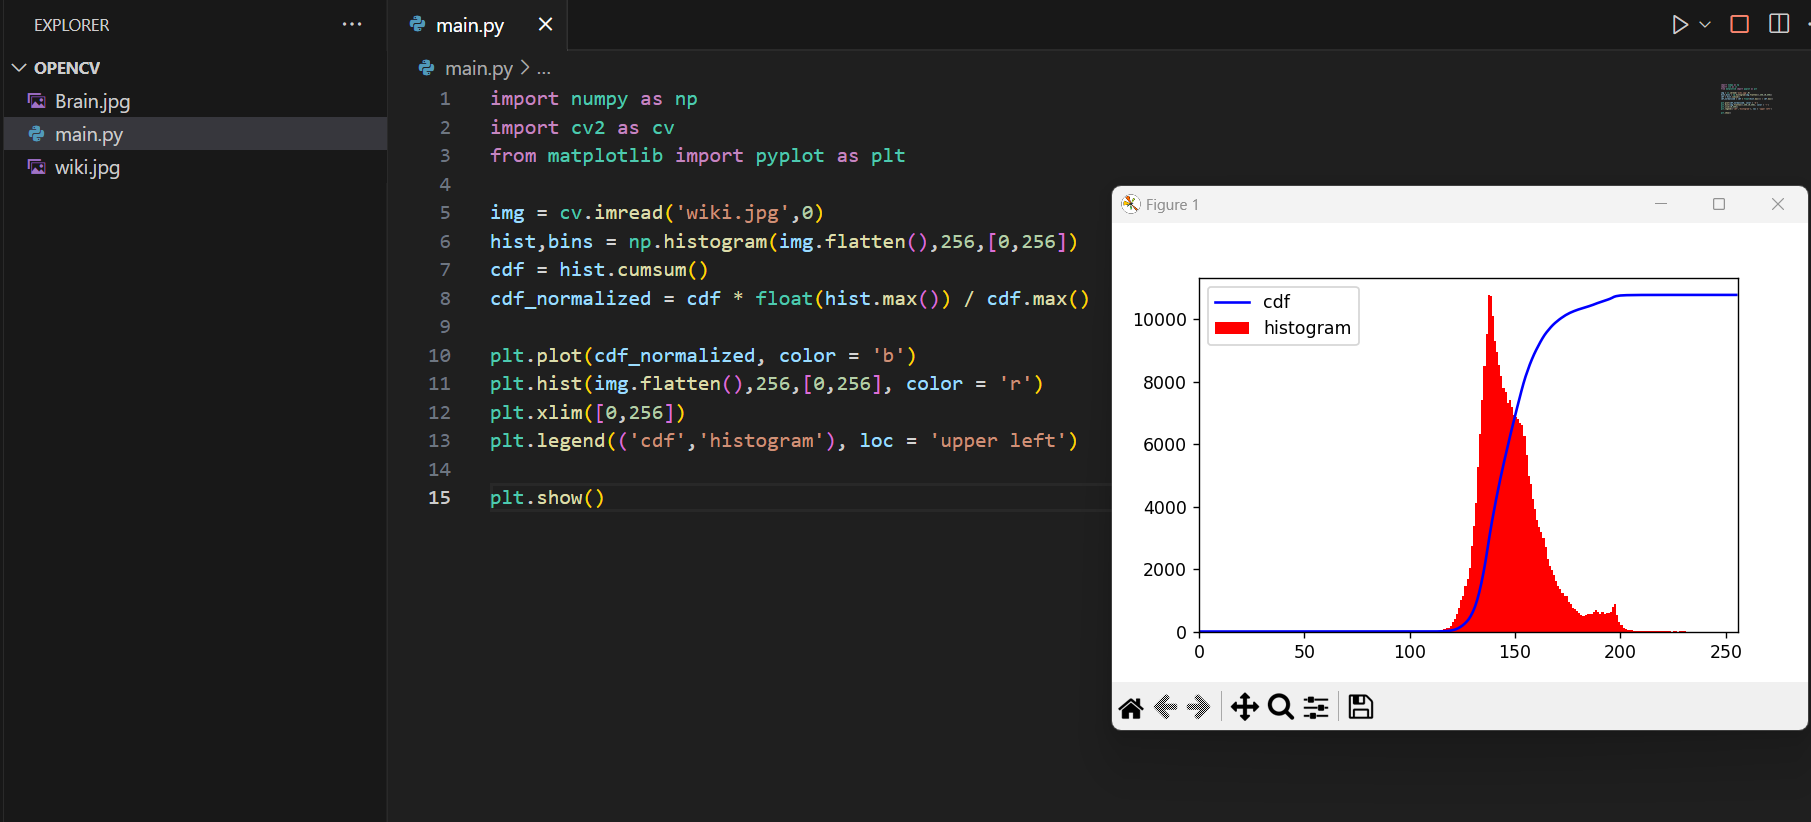 EXPLORER
OPENCV
Brain.jpg
main.py
wiki.jpg
main.py
main.py > ...
1 import numpy as np
2 import cv2 as cv
3 from matplotlib import pyplot as plt
4
5 img = cv.imread('wiki.jpg',0)
6 hist,bins = np.histogram(img.flatten(),256,[0,256])
7 cdf = hist.cumsum()
8 cdf_normalized = cdf * float(hist.max()) / cdf.max()
9
10 plt.plot(cdf_normalized, color = 'b')
11 plt.hist(img.flatten(),256,[0,256], color = 'r')
12 plt.xlim([0,256])
13 plt.legend(('cdf','histogram'), loc = 'upper left')
14
15 plt.show()
Figure 1
cdf
histogram
10000
8000
6000
4000
2000
0
0 50 100 150 200 250